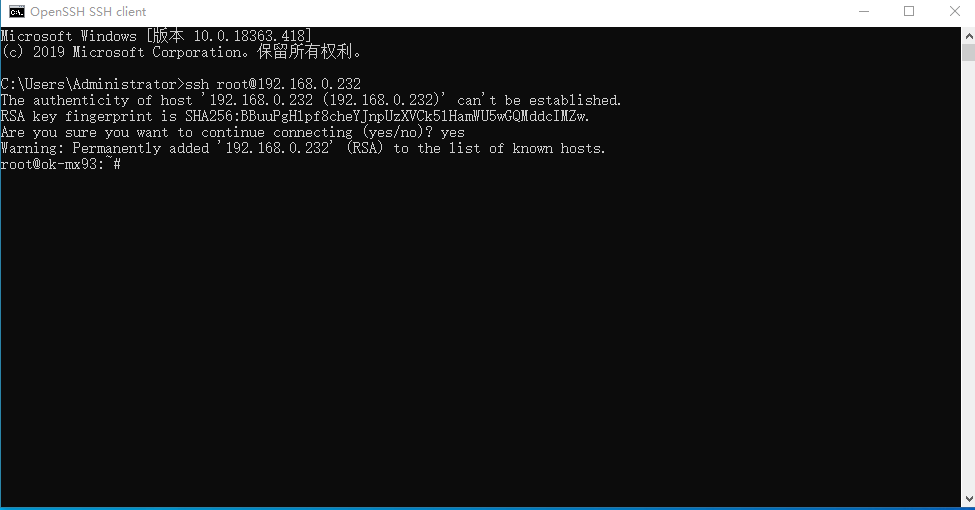 OpenSSH SSH client
Microsoft Windows [版本 10.0.18363.418]
(c) 2019 Microsoft Corporation。保留所有权利。
C:\Users\Administrator>ssh root@192.168.0.232
The authenticity of host '192.168.0.232 (192.168.0.232)' can't be established.
RSA key fingerprint is SHA256:BBuuPgH1pf8cheYJnpUzXVCk51HamWU5wGQMddcIMZw.
Are you sure you want to continue connecting (yes/no)? yes
Warning: Permanently added '192.168.0.232' (RSA) to the list of known hosts.
root@ok-mx93:~#